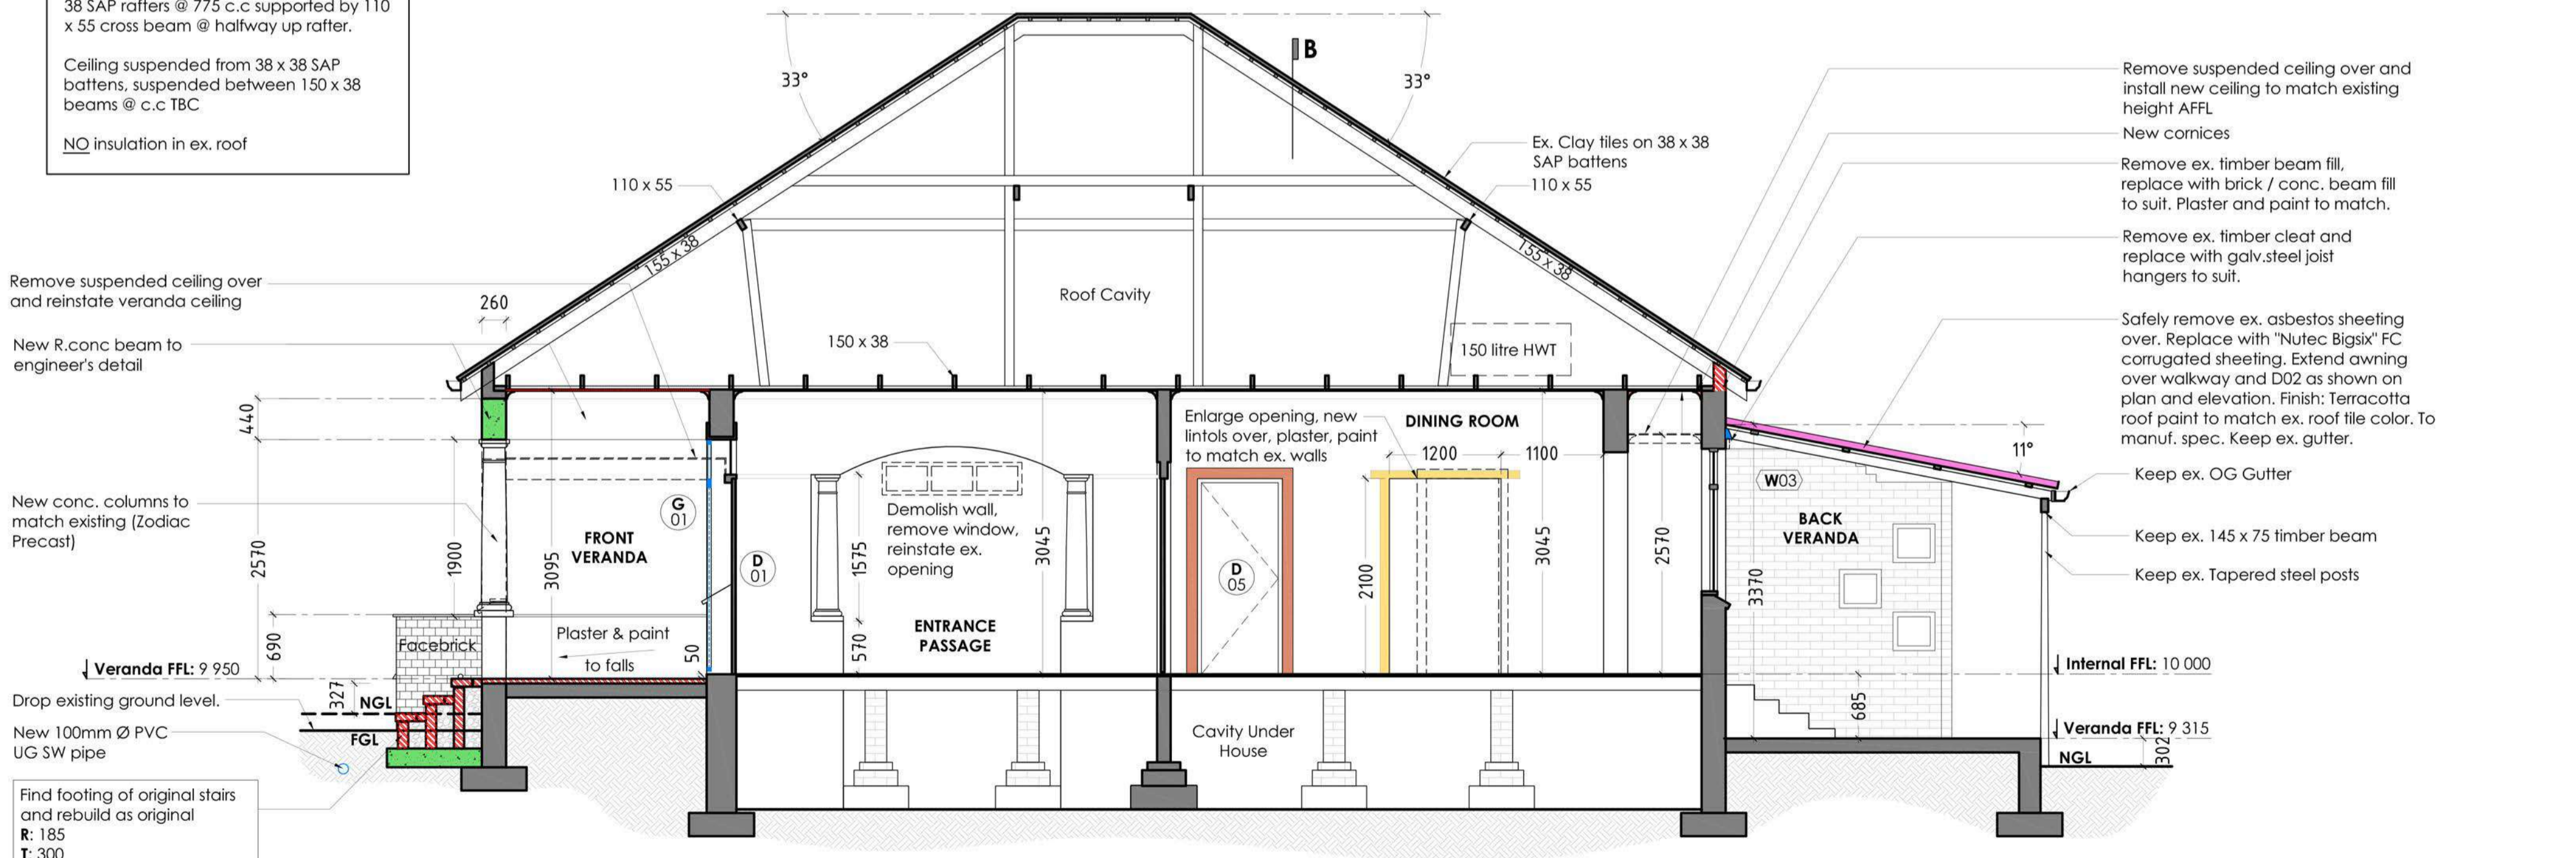 38 SAP rafters @ 775 c.c supported by 110
x 55 cross beam @ halfway up rafter.
Ceiling suspended from 38 x 38 SAP
battens, suspended between 150 x 38
beams @ c.c TBC
NO insulation in ex. roof
Remove suspended ceiling over
and reinstate veranda ceiling
New R.conc beam to
engineer's detail
New conc. columns to
match existing (Zodiac
Precast)
Veranda FFL: 9 950
Drop existing ground level.
New 100mm Ø PVC
UG SW pipe
Find footing of original stairs
and rebuild as original
R: 185
T: 300
33°
33°
B
110 x 55
155 x 38
155 x 38
Ex. Clay tiles on 38 x 38
SAP battens
110 x 55
Roof Cavity
150 x 38
150 litre HWT
260
440
2570
1900
690
327
NGL
FGL
Facebrick
3095
FRONT
VERANDA
Plaster & paint
to falls
50
G
01
D
01
Demolish wall,
remove window,
reinstate ex.
opening
1575
570
3045
ENTRANCE
PASSAGE
Enlarge opening, new
lintols over, plaster, paint
to match ex. walls
DINING ROOM
1200
1100
D
05
2100
3045
2570
Cavity Under
House
W03
BACK
VERANDA
3370
685
11°
Remove suspended ceiling over and
install new ceiling to match existing
height AFFL
New cornices
Remove ex. timber beam fill,
replace with brick / conc. beam fill
to suit. Plaster and paint to match.
Remove ex. timber cleat and
replace with galv.steel joist
hangers to suit.
Safely remove ex. asbestos sheeting
over. Replace with "Nutec Bigsix" FC
corrugated sheeting. Extend awning
over walkway and D02 as shown on
plan and elevation. Finish: Terracotta
roof paint to match ex. roof tile color. To
manuf. spec. Keep ex. gutter.
Keep ex. OG Gutter
Keep ex. 145 x 75 timber beam
Keep ex. Tapered steel posts
Internal FFL: 10 000
Veranda FFL: 9 315
NGL
302